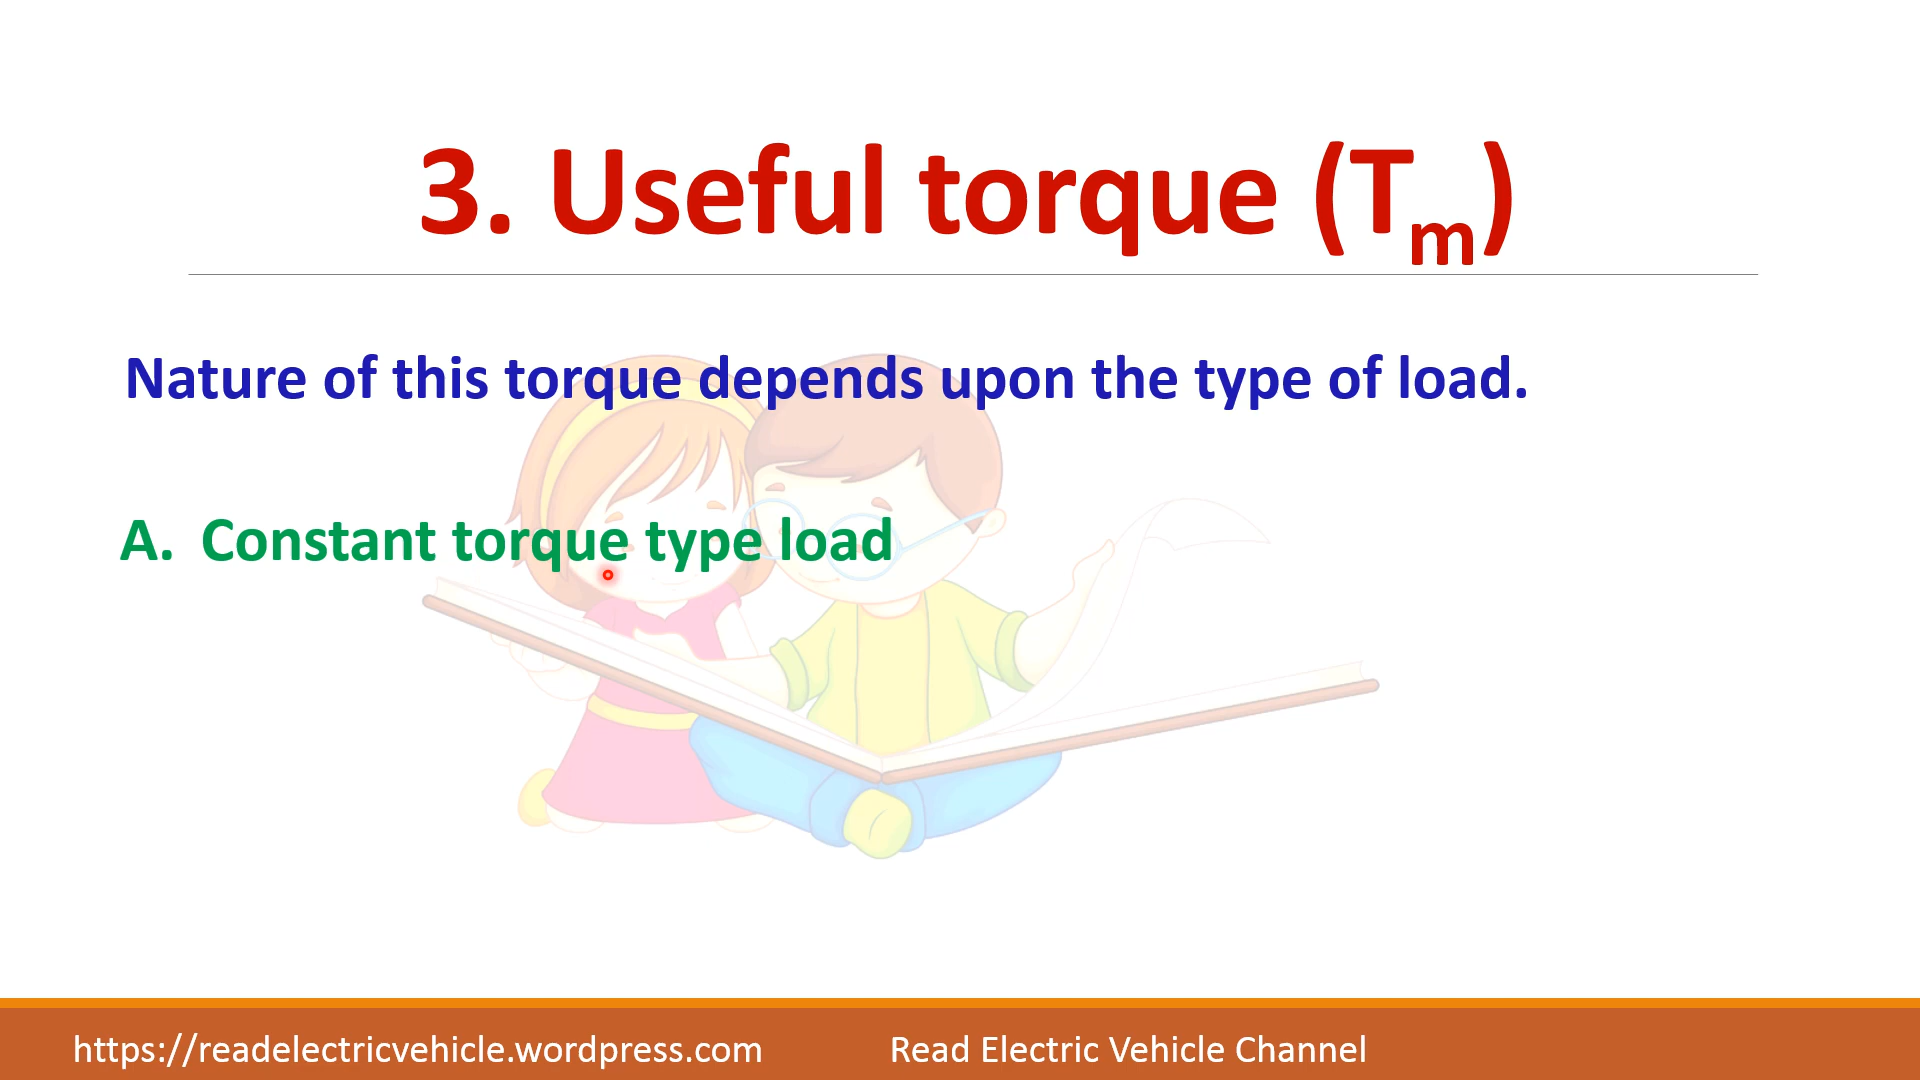 3. Useful torque (Tm)
Nature of this torque depends upon the type of load.
A. Constant torque type load
https://readelectricvehicle.wordpress.com Read Electric Vehicle Channel